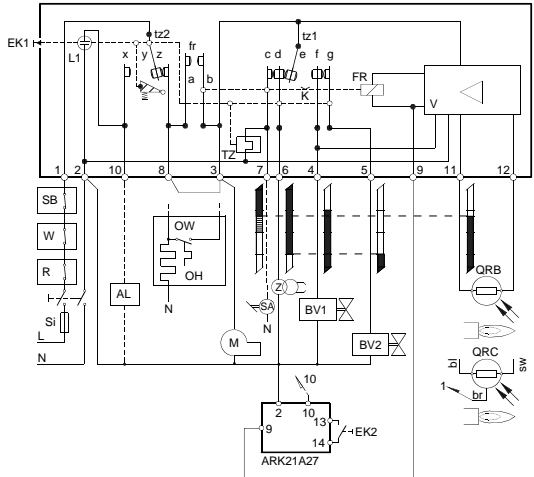 EK1
L1
tz2
x
y
z
fr
a
b
tz1
c
d
e
f
g
K
FR
V
TZ
1
2
10
8
3
7
6
4
5
9
11
12
SB
W
R
Si
L
N
AL
OW
OH
N
M
SA
N
Z
BV1
BV2
QRB
QRC
bl
sw
br
1
10
2
10
9
13
14
EK2
ARK21A27